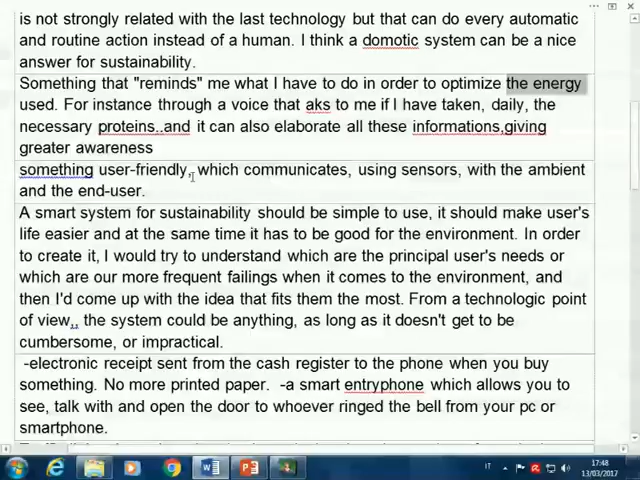 is not strongly related with the last technology but that can do every automatic
and routine action instead of a human. I think a domotic system can be a nice
answer for sustainability.
Something that "reminds" me what I have to do in order to optimize the energy
used. For instance through a voice that aks to me if I have taken, daily, the
necessary proteins..and it can also elaborate all these informations,giving
greater awareness
something user-friendly, which communicates, using sensors, with the ambient
and the end-user.
A smart system for sustainability should be simple to use, it should make user's
life easier and at the same time it has to be good for the environment. In order
to create it, I would try to understand which are the principal user's needs or
which are our more frequent failings when it comes to the environment, and
then I'd come up with the idea that fits them the most. From a technologic point
of view,, the system could be anything, as long as it doesn't get to be
cumbersome, or impractical.
-electronic receipt sent from the cash register to the phone when you buy
something. No more printed paper. -a smart entryphone which allows you to
see, talk with and open the door to whoever ringed the bell from your pc or
smartphone.
IT 17:48
13/03/2017